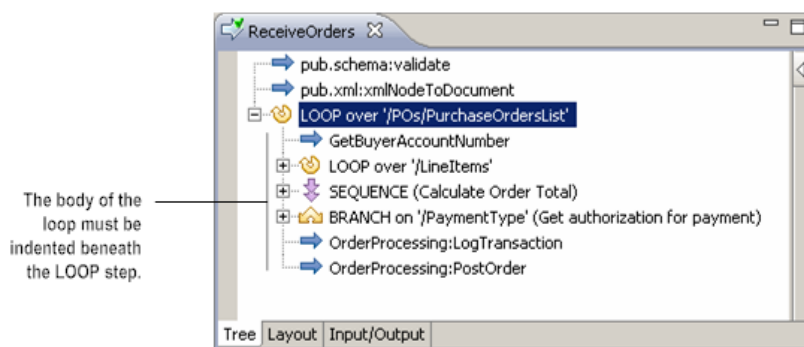 ReceiveOrders
pub.schema:validate
pub.xml:xmlNodeToDocument
LOOP over '/POs/PurchaseOrdersList'
GetBuyerAccountNumber
LOOP over '/LineItems'
SEQUENCE (Calculate Order Total)
BRANCH on '/PaymentType' (Get authorization for payment)
OrderProcessing:LogTransaction
OrderProcessing:PostOrder
The body of the
loop must be
indented beneath
the LOOP step.
Tree Layout Input/Output